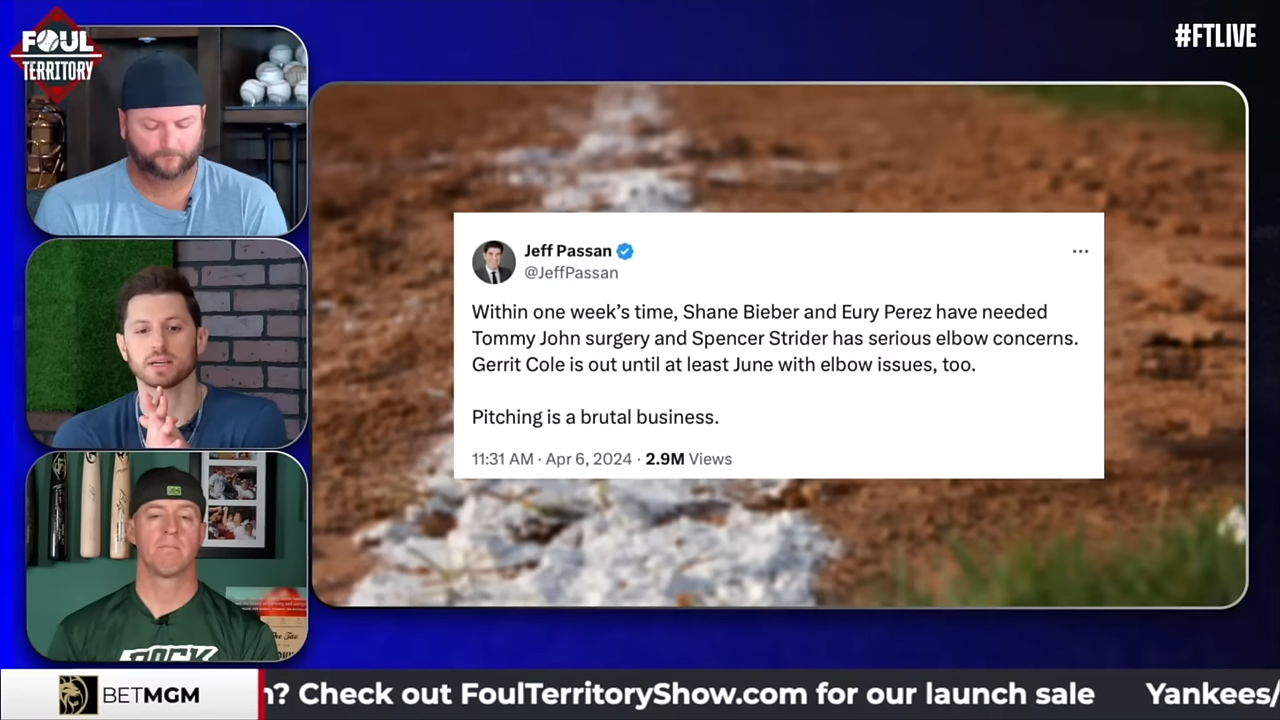 FOUL
TERRITORY
#FTLIVE
Jeff Passan
@JeffPassan
Within one week’s time, Shane Bieber and Eury Perez have needed
Tommy John surgery and Spencer Strider has serious elbow concerns.
Gerrit Cole is out until at least June with elbow issues, too.
Pitching is a brutal business.
11:31 AM · Apr 6, 2024 · 2.9M Views
BETMGM
? Check out FoulTerritoryShow.com for our launch sale
Yankees/